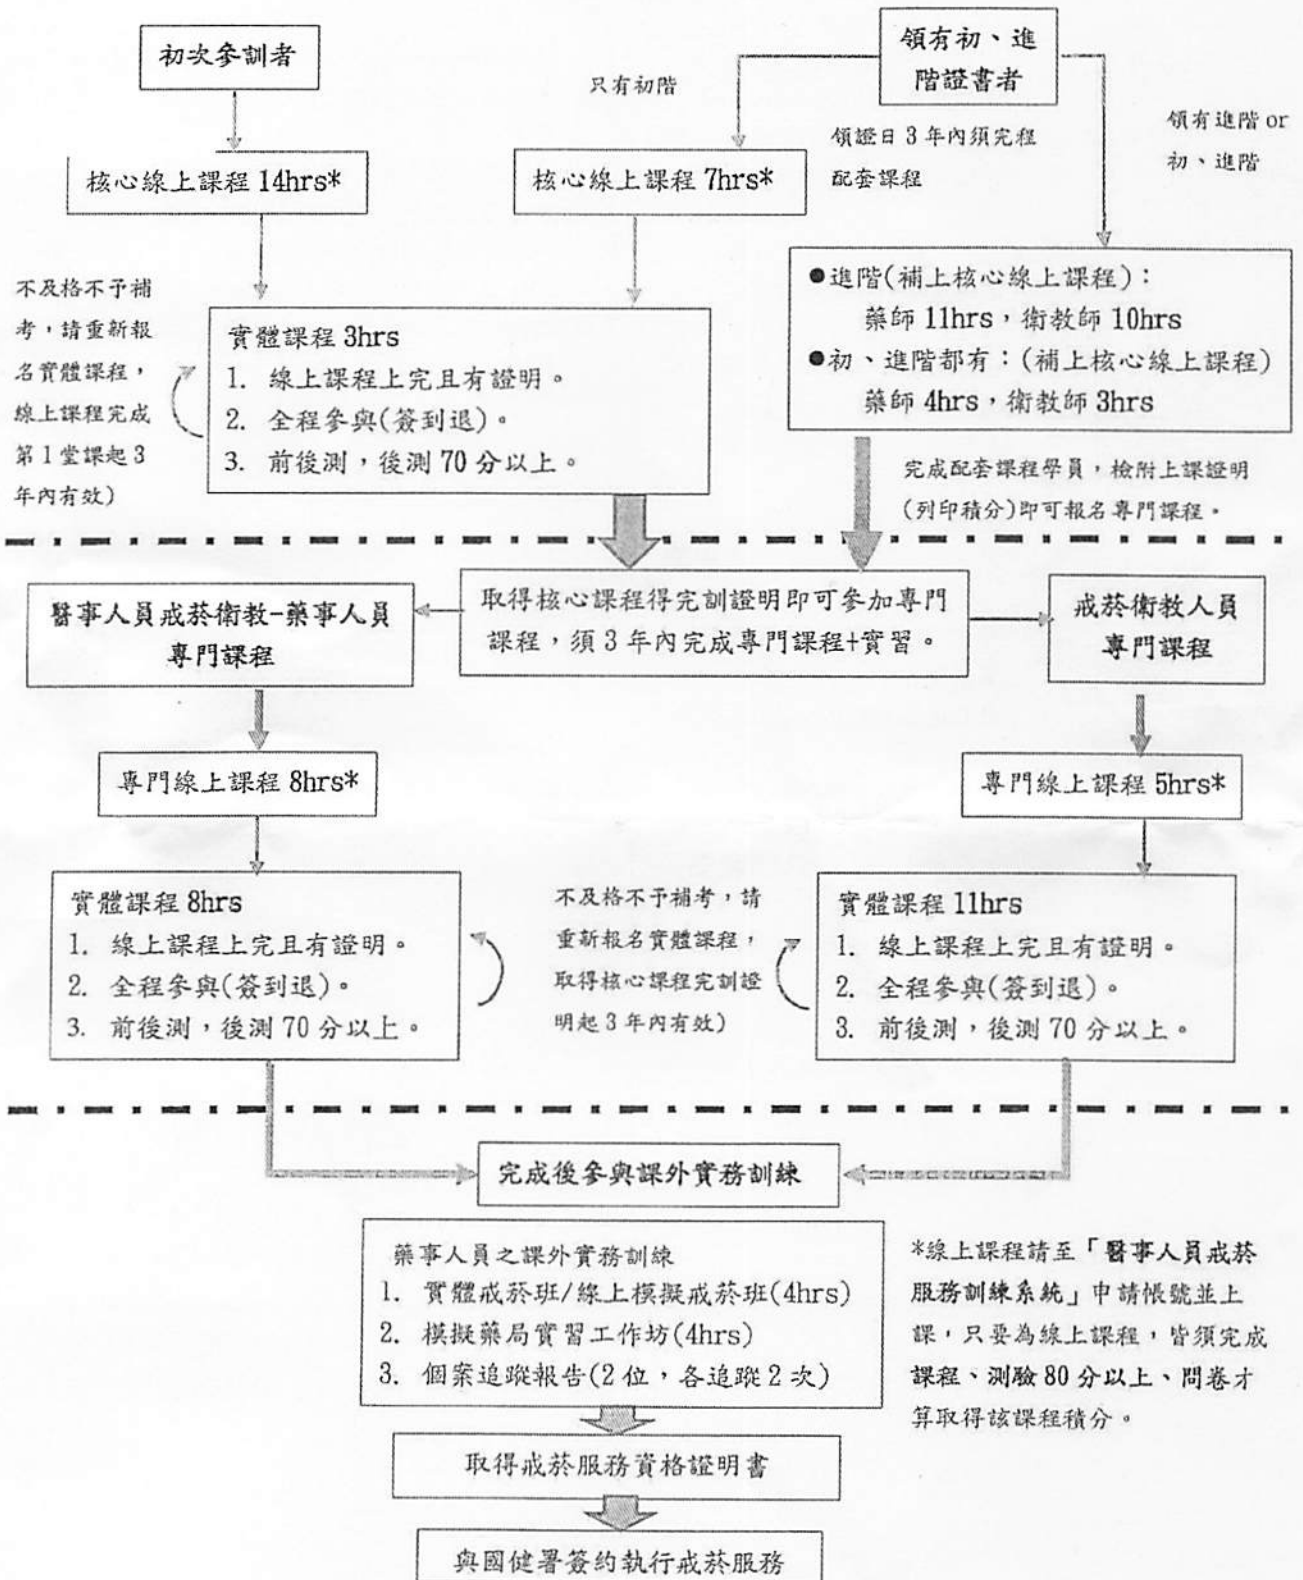 初次參訓者
領有初、進
階證書者
只有初階
領證日 3 年內須完程
配套課程
領有進階 or
初、進階
核心線上課程 14hrs*
核心線上課程 7hrs*
不及格不予補
考，請重新報
名實體課程，
線上課程完成
第 1 堂課起 3
年內有效)
實體課程 3hrs
1. 線上課程上完且有證明。
2. 全程參與(簽到退)。
3. 前後測，後測 70 分以上。
●進階(補上核心線上課程)：
藥師 11hrs，衛教師 10hrs
●初、進階都有：(補上核心線上課程)
藥師 4hrs，衛教師 3hrs
完成配套課程學員，檢附上課證明
(列印積分)即可報名專門課程。
醫事人員戒菸衛教-藥事人員
專門課程
取得核心課程得完訓證明即可參加專門
課程，須 3 年內完成專門課程+實習。
戒菸衛教人員
專門課程
專門線上課程 8hrs*
專門線上課程 5hrs*
實體課程 8hrs
1. 線上課程上完且有證明。
2. 全程參與(簽到退)。
3. 前後測，後測 70 分以上。
不及格不予補考，請
重新報名實體課程，
取得核心課程完訓證
明起 3 年內有效)
實體課程 11hrs
1. 線上課程上完且有證明。
2. 全程參與(簽到退)。
3. 前後測，後測 70 分以上。
完成後參與課外實務訓練
藥事人員之課外實務訓練
1. 實體戒菸班/線上模擬戒菸班(4hrs)
2. 模擬藥局實習工作坊(4hrs)
3. 個案追蹤報告(2 位，各追蹤 2 次)
*線上課程請至「醫事人員戒菸
服務訓練系統」申請帳號並上
課，只要為線上課程，皆須完成
課程、測驗 80 分以上、問卷才
算取得該課程積分。
取得戒菸服務資格證明書
與國健署簽約執行戒菸服務